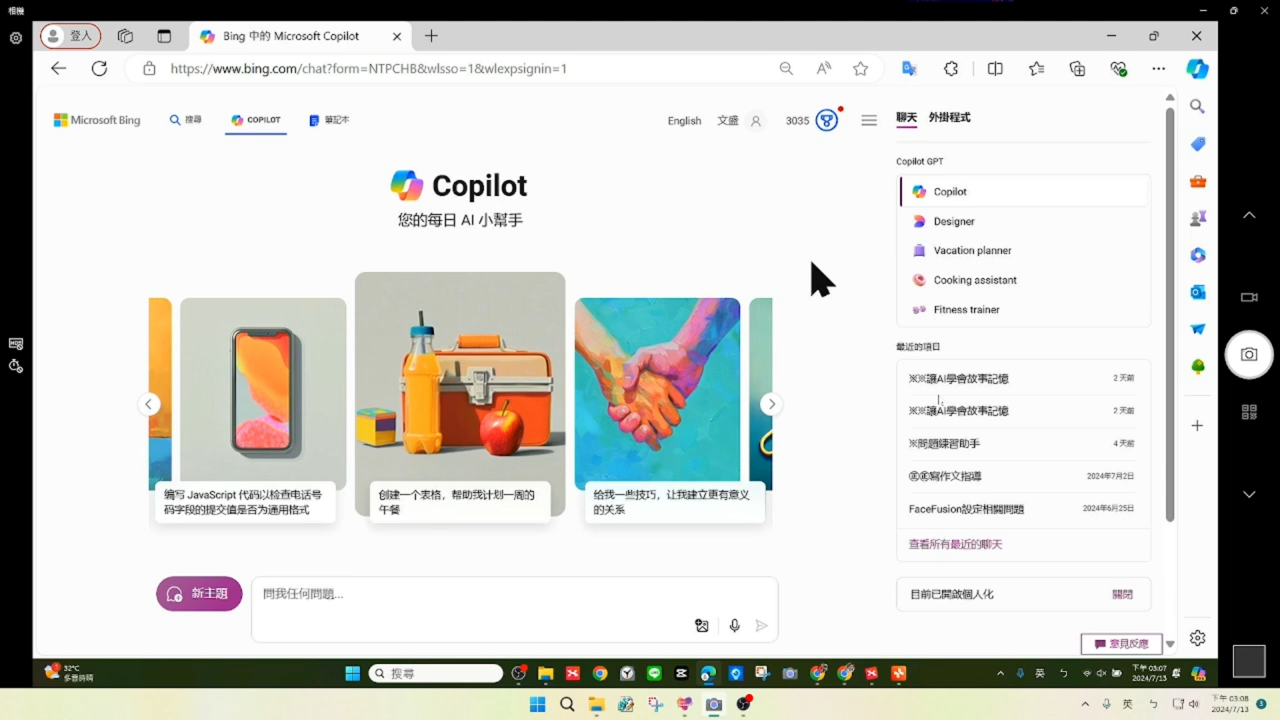 相機
登入
Bing 中的 Microsoft Copilot
https://www.bing.com/chat?form=NTPCHB&wlsso=1&wlexpsignin=1
Microsoft Bing
搜尋
COPILOT
筆記本
English
文盛
3035
聊天
外掛程式
Copilot
您的每日 AI 小幫手
Copilot GPT
Copilot
Designer
Vacation planner
Cooking assistant
Fitness trainer
最近的項目
※※讓AI學會故事記憶
2 天前
※※讓AI學會故事記憶
2 天前
※問題練習助手
4 天前
寫作文指導
2024年7月2日
FaceFusion設定相關問題
2024年6月25日
查看所有最近的聊天
编写 JavaScript 代码以检查电话号
码字段的提交值是否为通用格式
创建一个表格，帮助我计划一周的
午餐
给我一些技巧，让我建立更有意义
的关系
新主題
問我任何問題...
目前已開啟個人化
關閉
意見反應
32°C
多雲時晴
搜尋
英
下午 03:07
2024/7/13
英
下午 03:08
2024/7/13
3